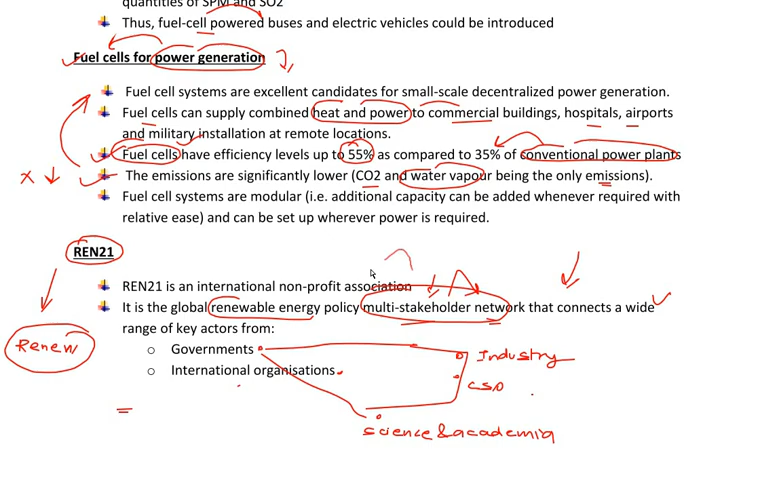 quantities of SPM and SO2
Thus, fuel-cell powered buses and electric vehicles could be introduced
Fuel cells for power generation
Fuel cell systems are excellent candidates for small-scale decentralized power generation.
Fuel cells can supply combined heat and power to commercial buildings, hospitals, airports
and military installation at remote locations.
Fuel cells have efficiency levels up to 55% as compared to 35% of conventional power plants
x
The emissions are significantly lower (CO2 and water vapour being the only emissions).
Fuel cell systems are modular (i.e. additional capacity can be added whenever required with
relative ease) and can be set up wherever power is required.
REN21
REN21 is an international non-profit association
It is the global renewable energy policy multi-stakeholder network that connects a wide
range of key actors from:
Renew
o Governments
Industry
o International organisations
CSO
science & academia